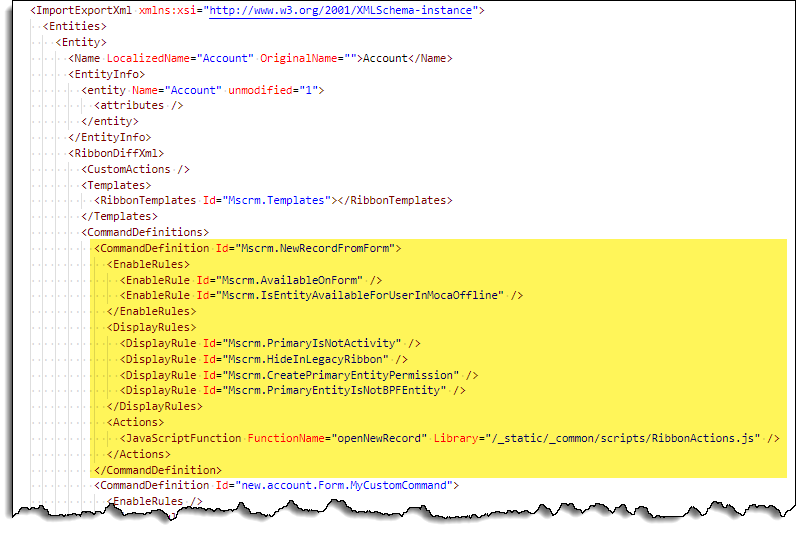 <ImportExportXml xmlns:xsi="http://www.w3.org/2001/XMLSchema-instance">
<Entities>
<Entity>
<Name LocalizedName="Account" OriginalName="">Account</Name>
<EntityInfo>
<entity Name="Account" unmodified="1">
<attributes />
</entity>
</EntityInfo>
<RibbonDiffXml>
<CustomActions />
<Templates>
<RibbonTemplates Id="Mscrm.Templates"></RibbonTemplates>
</Templates>
<CommandDefinitions>
<CommandDefinition Id="Mscrm.NewRecordFromForm">
<EnableRules>
<EnableRule Id="Mscrm.AvailableOnForm" />
<EnableRule Id="Mscrm.IsEntityAvailableForUserInMocaOffline" />
</EnableRules>
<DisplayRules>
<DisplayRule Id="Mscrm.PrimaryIsNotActivity" />
<DisplayRule Id="Mscrm.HideInLegacyRibbon" />
<DisplayRule Id="Mscrm.CreatePrimaryEntityPermission" />
<DisplayRule Id="Mscrm.PrimaryEntityIsNotBPFEntity" />
</DisplayRules>
<Actions>
<JavaScriptFunction FunctionName="openNewRecord" Library="/_static/_common/scripts/RibbonActions.js" />
</Actions>
</CommandDefinition>
<CommandDefinition Id="new.account.Form.MyCustomCommand">
<EnableRules />